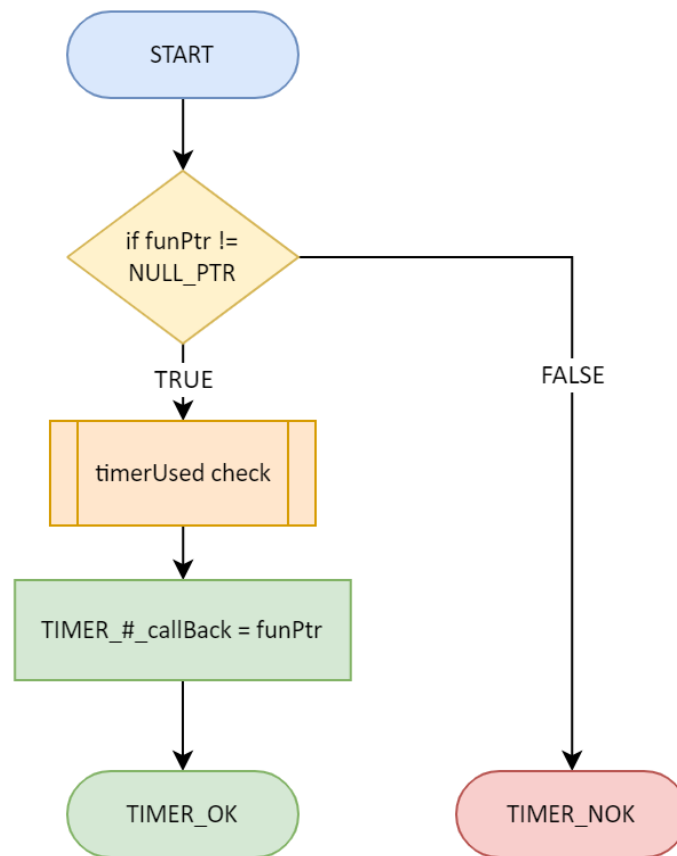 START
if funPtr !=
NULL_PTR
TRUE
FALSE
timerUsed check
TIMER_#_callBack = funPtr
TIMER_OK
TIMER_NOK